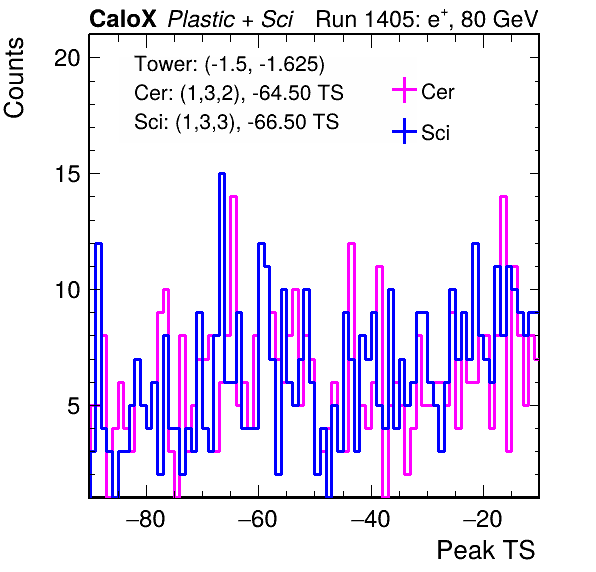 CaloX Plastic + Sci Run 1405: e+, 80 GeV
Counts
Tower: (-1.5, -1.625)
Cer: (1,3,2), -64.50 TS
Sci: (1,3,3), -66.50 TS
Cer
Sci
20
15
10
5
−80 −60 −40 −20
Peak TS